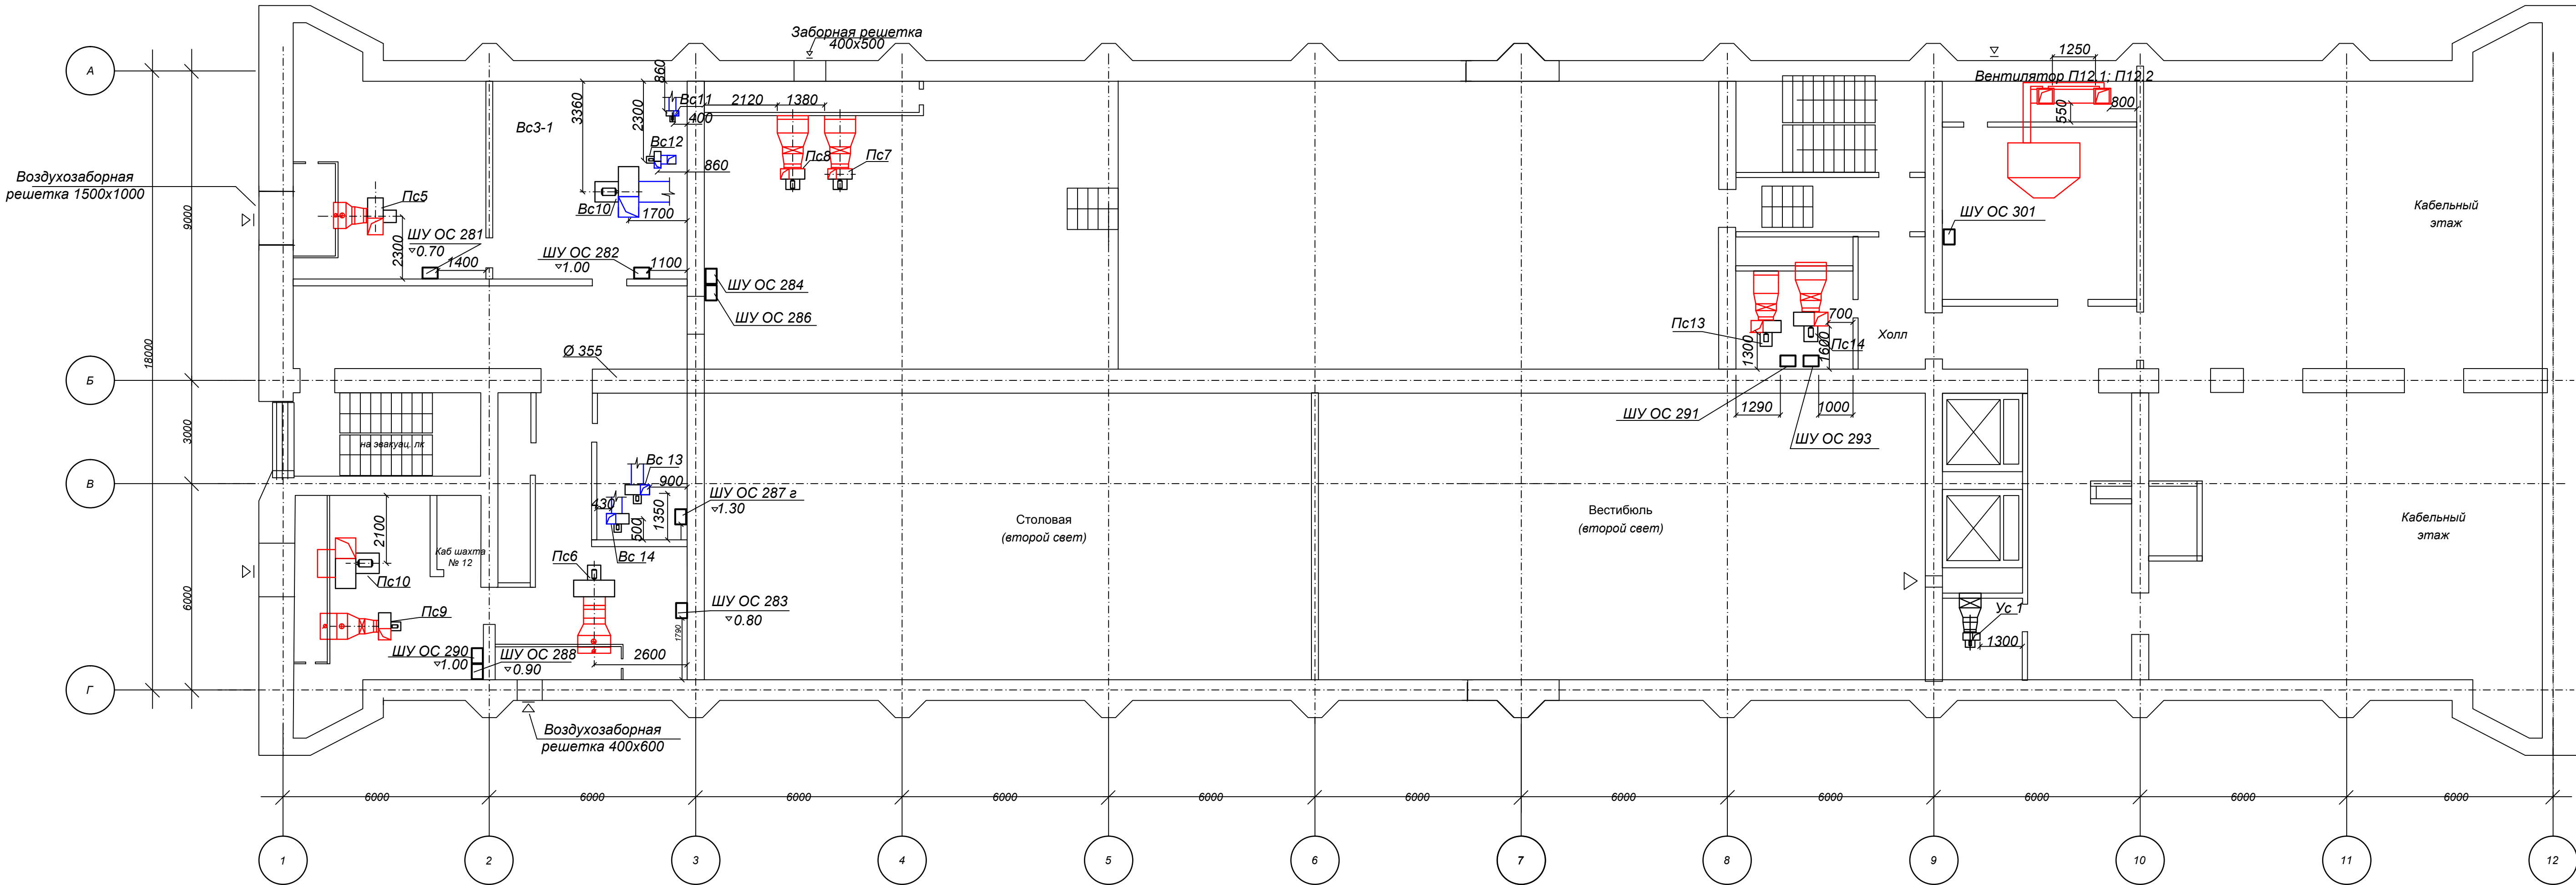 Заборная решетка
400х500
А
860
1250
Вентилятор П12.1; П12.2
Вс11
2120
1380
800
550
3360
2300
400
Вс3-1
Вс12
Пс8
Пс7
860
Воздухозаборная
решетка 1500х1000
Пс5
Вс10
1700
9000
18000
2300
ШУ ОС 281
0.70
1400
ШУ ОС 282
1.00
1100
ШУ ОС 284
ШУ ОС 286
ШУ ОС 301
Кабельный
этаж
Пс13
700
1300
1600
Пс14
Холл
Ø 355
Б
1290
1000
ШУ ОС 291
ШУ ОС 293
3000
на эвакуац. лк
В
Вс 13
900
430
500
1350
ШУ ОС 287 г
1.30
Вс 14
Столовая
(второй свет)
Вестибюль
(второй свет)
Кабельный
этаж
2100
Каб шахта
№ 12
Пс10
Пс6
6000
Пс9
ШУ ОС 283
0.80
1790
Ус 1
1300
ШУ ОС 290
1.00
ШУ ОС 288
0.90
2600
Г
Воздухозаборная
решетка 400х600
6000
6000
6000
6000
6000
6000
6000
6000
6000
6000
6000
1
2
3
4
5
6
7
8
9
10
11
12